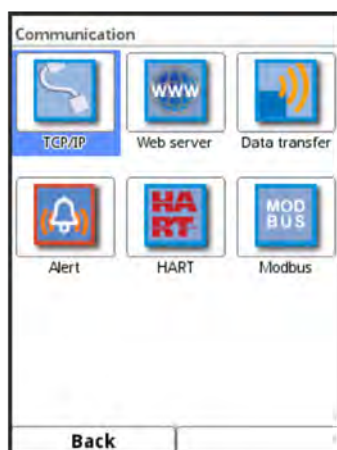 Communication
www
TCP/IP Web server Data transfer
HA
RT
MOD
BUS
Alert HART Modbus
Back